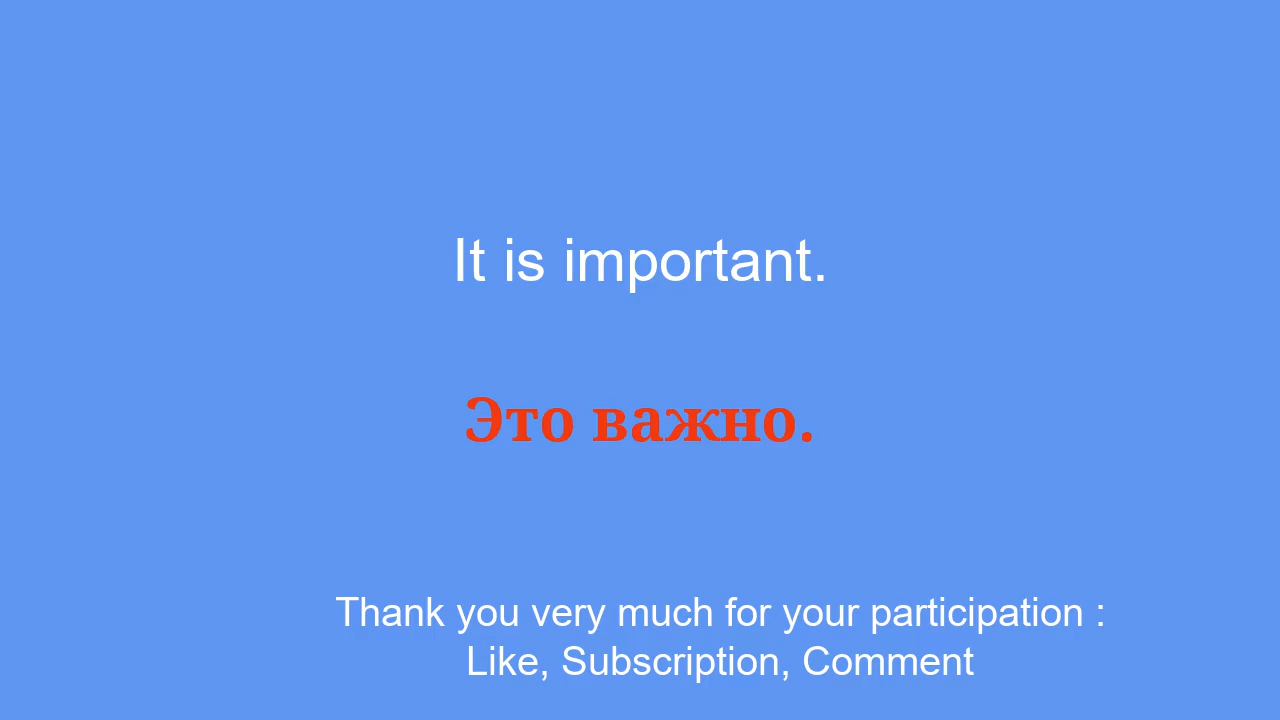 It is important.
Это важно.
Thank you very much for your participation :
Like, Subscription, Comment